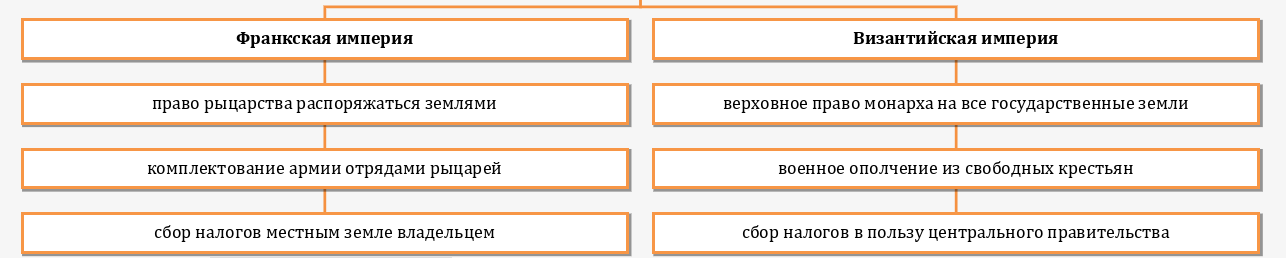 Франкская империя
Византийская империя
право рыцарства распоряжаться землями
верховное право монарха на все государственные земли
комплектование армии отрядами рыцарей
военное ополчение из свободных крестьян
сбор налогов местным земле владельцем
сбор налогов в пользу центрального правительства